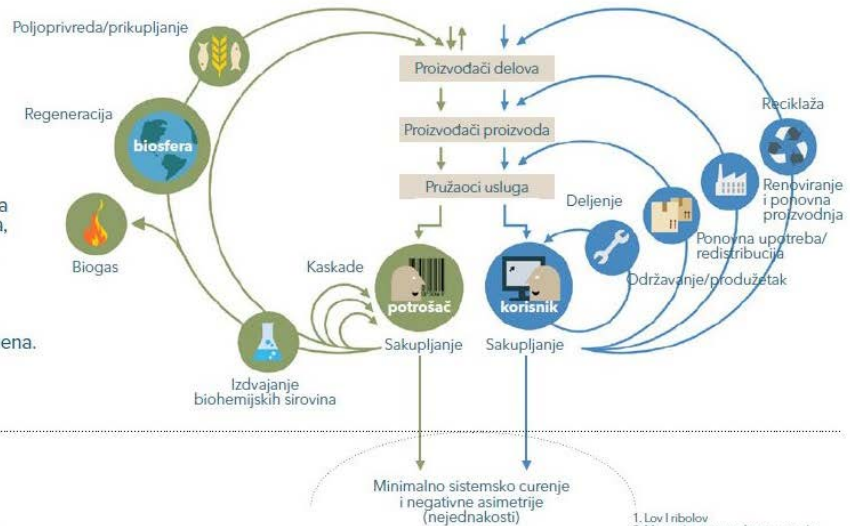 Poljoprivreda/prikupljanje
Regeneracija
biosfera
Biogas
a
a,
ena.
Kaskade
Izdvajanje
biohemijskih sirovina
Proizvođači delova
Proizvođači proizvoda
Pružaoci usluga
potrošač
korisnik
Sakupljanje
Sakupljanje
Deljenje
Održavanje/produžetak
Ponovna upotreba/
redistribucija
Renoviranje
i ponovna
proizvodnja
Reciklaža
Minimalno sistemsko curenje
i negativne asimetrije
(nejednakosti)
1. Lov I ribolov